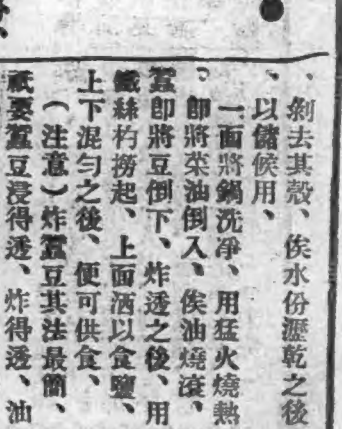 、剝去其殼、俟水份瀝乾之後
、以儲候用、
一面將鍋洗净、用猛火燒熱
。即將菜油倒入、俟油燒滾、
蠶即將豆倒下、炸透之後、用
鐵絲杓撈起、上面洒以食鹽、
上下混勻之後、便可供食、
（注意）炸蠶豆其法最簡、
祇要蠶豆浸得透、炸得透、油